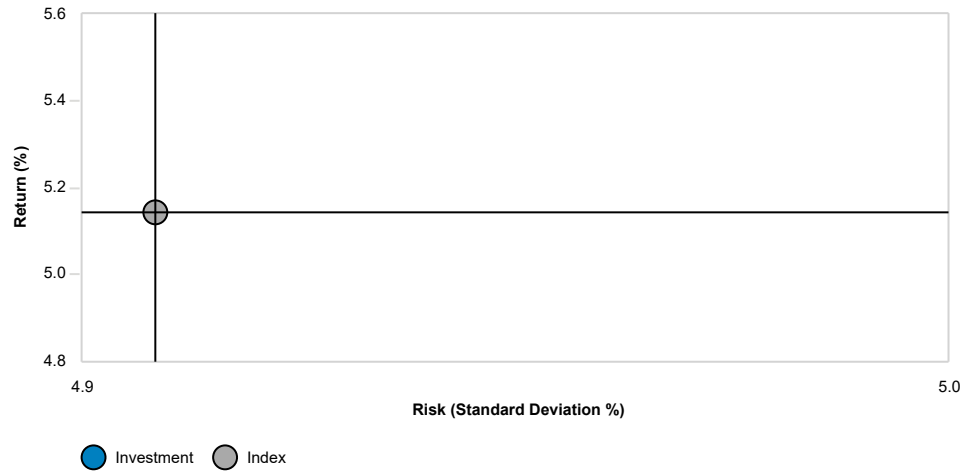 5.6
5.4
5.2
5.0
4.8
Return (%)
4.9 5.0
Risk (Standard Deviation %)
Investment Index